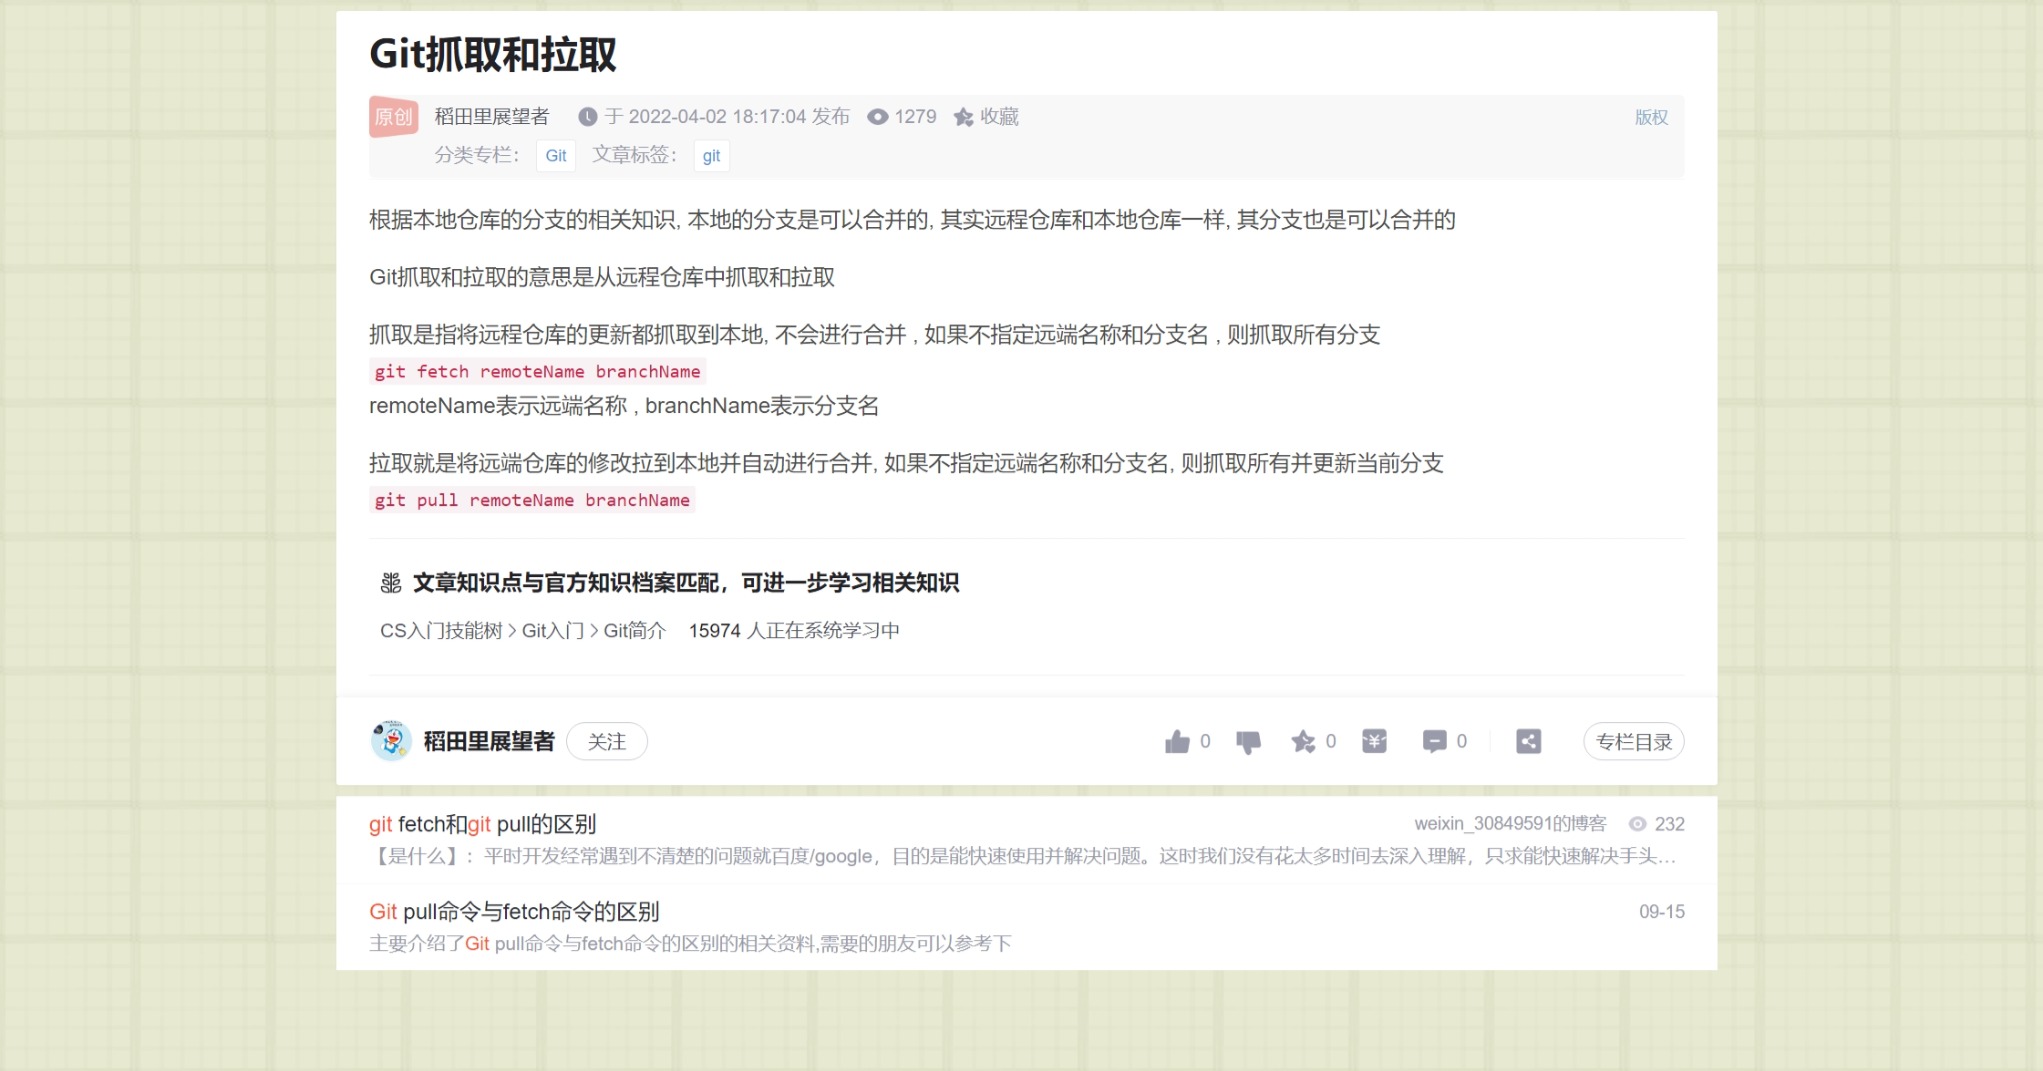 Git抓取和拉取
原创 稻田里展望者 于 2022-04-02 18:17:04 发布 1279 收藏 版权
分类专栏： Git 文章标签： git
根据本地仓库的分支的相关知识, 本地的分支是可以合并的, 其实远程仓库和本地仓库一样, 其分支也是可以合并的
Git抓取和拉取的意思是从远程仓库中抓取和拉取
抓取是指将远程仓库的更新都抓取到本地, 不会进行合并 , 如果不指定远端名称和分支名 , 则抓取所有分支
git fetch remoteName branchName
remoteName表示远端名称 , branchName表示分支名
拉取就是将远端仓库的修改拉到本地并自动进行合并, 如果不指定远端名称和分支名, 则抓取所有并更新当前分支
git pull remoteName branchName
文章知识点与官方知识档案匹配，可进一步学习相关知识
CS入门技能树 > Git入门 > Git简介 15974 人正在系统学习中
稻田里展望者 关注 0 0 ¥ 0 专栏目录
git fetch和git pull的区别 weixin_30849591的博客 232
【是什么】：平时开发经常遇到不清楚的问题就百度/google，目的是能快速使用并解决问题。这时我们没有花太多时间去深入理解，只求能快速解决手头…
Git pull命令与fetch命令的区别 09-15
主要介绍了Git pull命令与fetch命令的区别的相关资料,需要的朋友可以参考下